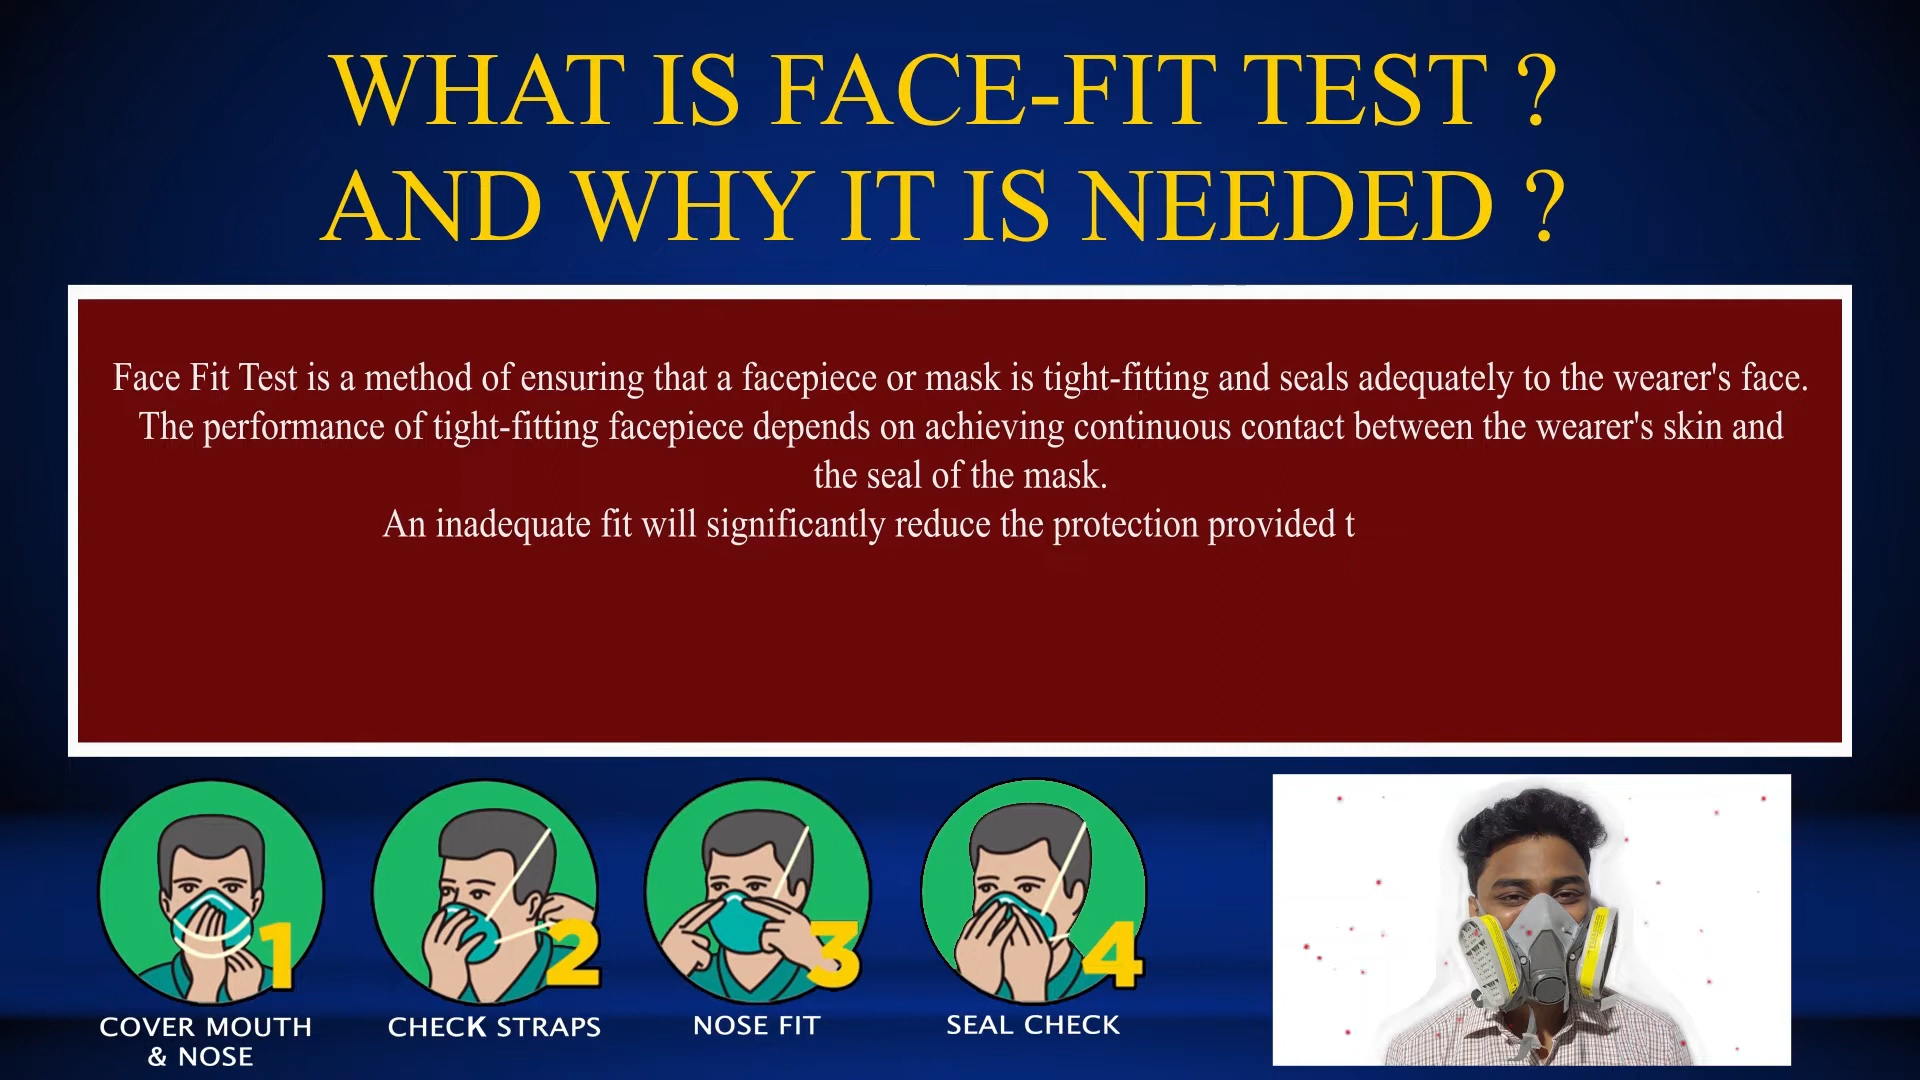 WHAT IS FACE-FIT TEST ?
AND WHY IT IS NEEDED ?
Face Fit Test is a method of ensuring that a facepiece or mask is tight-fitting and seals adequately to the wearer's face.
The performance of tight-fitting facepiece depends on achieving continuous contact between the wearer's skin and
the seal of the mask.
An inadequate fit will significantly reduce the protection provided t
1
2
3
4
COVER MOUTH
& NOSE
CHECK STRAPS
NOSE FIT
SEAL CHECK